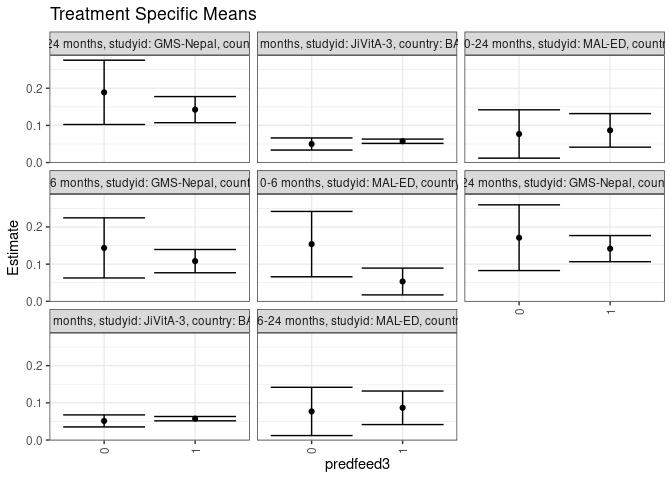 Treatment Specific Means
24 months, studyid: GMS-Nepal, coun
months, studyid: JiVitA-3, country: BA
0-24 months, studyid: MAL-ED, countr
0.2
0.1
0.0
6 months, studyid: GMS-Nepal, count
0-6 months, studyid: MAL-ED, country
24 months, studyid: GMS-Nepal, coun
0.2
0.1
0.0
0
1
months, studyid: JiVitA-3, country: BA
6-24 months, studyid: MAL-ED, countr
0.2
0.1
0.0
0
1
0
1
Estimate
predfeed3